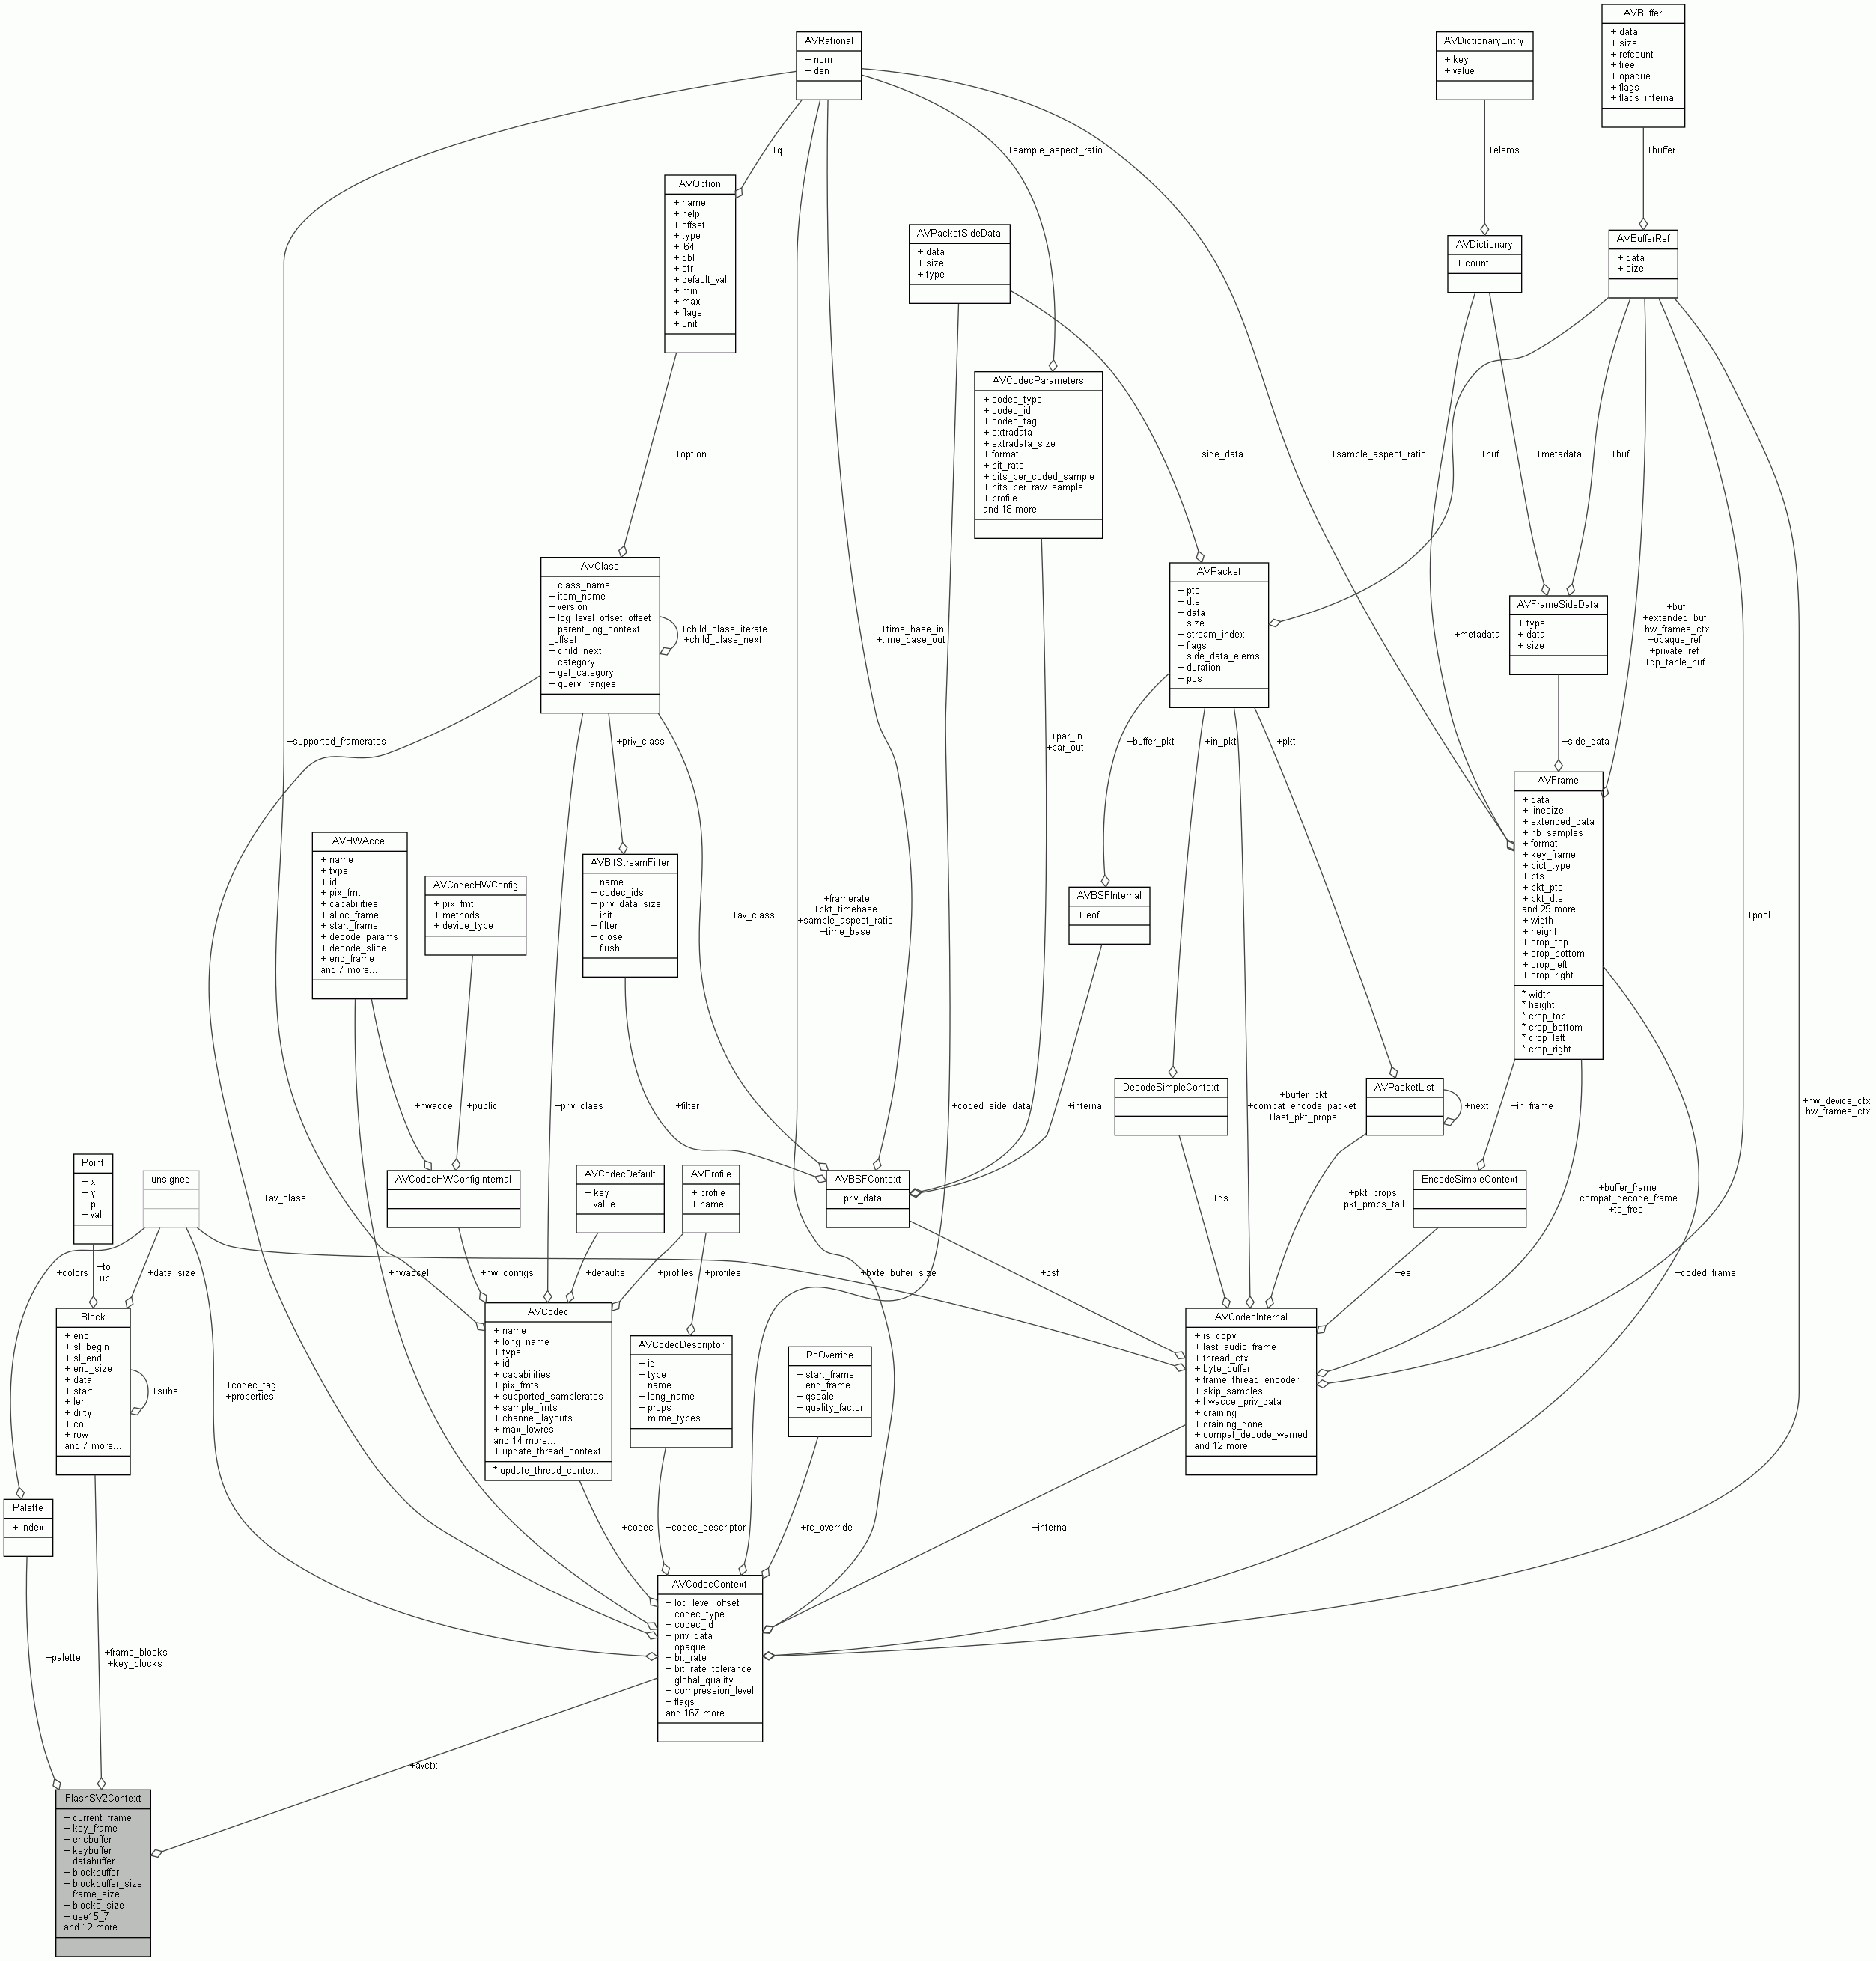 AVBuffer
+ data
+ size
+ refcount
+ free
+ opaque
+ flags
+ flags_internal
AVRational
+ num
+ den
AVDictionaryEntry
+ key
+ value
+q
+sample_aspect_ratio
+elems
+buffer
AVOption
+ name
+ help
+ offset
+ type
+ i64
+ dbl
+ str
+ default_val
+ min
+ max
+ flags
+ unit
AVPacketSideData
+ data
+ size
+ type
AVDictionary
+ count
AVBufferRef
+ data
+ size
AVCodecParameters
+ codec_type
+ codec_id
+ codec_tag
+ extradata
+ extradata_size
+ format
+ bit_rate
+ bits_per_coded_sample
+ bits_per_raw_sample
+ profile
and 18 more...
+option
+side_data
+sample_aspect_ratio
+buf
+metadata
+buf
AVClass
+ class_name
+ item_name
+ version
+ log_level_offset_offset
+ parent_log_context
_offset
+ child_next
+ category
+ get_category
+ query_ranges
+child_class_iterate
+child_class_next
+time_base_in
+time_base_out
AVPacket
+ pts
+ dts
+ data
+ size
+ stream_index
+ flags
+ side_data_elems
+ duration
+ pos
+metadata
AVFrameSideData
+ type
+ data
+ size
+buf
+extended_buf
+hw_frames_ctx
+opaque_ref
+private_ref
+qp_table_buf
+supported_framerates
+priv_class
+par_in
+par_out
+buffer_pkt
+in_pkt
+pkt
+side_data
AVFrame
+ data
+ linesize
+ extended_data
+ nb_samples
+ format
+ key_frame
+ pict_type
+ pts
+ pkt_pts
+ pkt_dts
and 29 more...
+ width
+ height
+ crop_top
+ crop_bottom
+ crop_left
+ crop_right
* width
* height
* crop_top
* crop_bottom
* crop_left
* crop_right
AVHWAccel
+ name
+ type
+ id
+ pix_fmt
+ capabilities
+ alloc_frame
+ start_frame
+ decode_params
+ decode_slice
+ end_frame
and 7 more...
AVCodecHWConfig
+ pix_fmt
+ methods
+ device_type
AVBitStreamFilter
+ name
+ codec_ids
+ priv_data_size
+ init
+ filter
+ close
+ flush
+av_class
+framerate
+pkt_timebase
+sample_aspect_ratio
+time_base
AVBSFInternal
+ eof
+pool
+hwaccel
+public
+priv_class
+filter
+coded_side_data
+internal
DecodeSimpleContext
+buffer_pkt
+compat_encode_packet
+last_pkt_props
AVPacketList
+next
+in_frame
+hw_device_ctx
+hw_frames_ctx
Point
+ x
+ y
+ p
+ val
unsigned
+av_class
AVCodecHWConfigInternal
AVCodecDefault
+ key
+ value
AVProfile
+ profile
+ name
AVBSFContext
+ priv_data
+ds
+pkt_props
+pkt_props_tail
EncodeSimpleContext
+buffer_frame
+compat_decode_frame
+to_free
+colors
+to
+up
+data_size
+hwaccel
+hw_configs
+defaults
+profiles
+profiles
+byte_buffer_size
+bsf
+es
+coded_frame
Block
+ enc
+ sl_begin
+ sl_end
+ enc_size
+ data
+ start
+ len
+ dirty
+ col
+ row
and 7 more...
+subs
+codec_tag
+properties
AVCodec
+ name
+ long_name
+ type
+ id
+ capabilities
+ pix_fmts
+ supported_samplerates
+ sample_fmts
+ channel_layouts
+ max_lowres
and 14 more...
+ update_thread_context
* update_thread_context
AVCodecDescriptor
+ id
+ type
+ name
+ long_name
+ props
+ mime_types
RcOverride
+ start_frame
+ end_frame
+ qscale
+ quality_factor
AVCodecInternal
+ is_copy
+ last_audio_frame
+ thread_ctx
+ byte_buffer
+ frame_thread_encoder
+ skip_samples
+ hwaccel_priv_data
+ draining
+ draining_done
+ compat_decode_warned
and 12 more...
Palette
+ index
+codec
+codec_descriptor
+rc_override
+internal
+palette
+frame_blocks
+key_blocks
AVCodecContext
+ log_level_offset
+ codec_type
+ codec_id
+ priv_data
+ opaque
+ bit_rate
+ bit_rate_tolerance
+ global_quality
+ compression_level
+ flags
and 167 more...
+avctx
FlashSV2Context
+ current_frame
+ key_frame
+ encbuffer
+ keybuffer
+ databuffer
+ blockbuffer
+ blockbuffer_size
+ frame_size
+ blocks_size
+ use15_7
and 12 more...